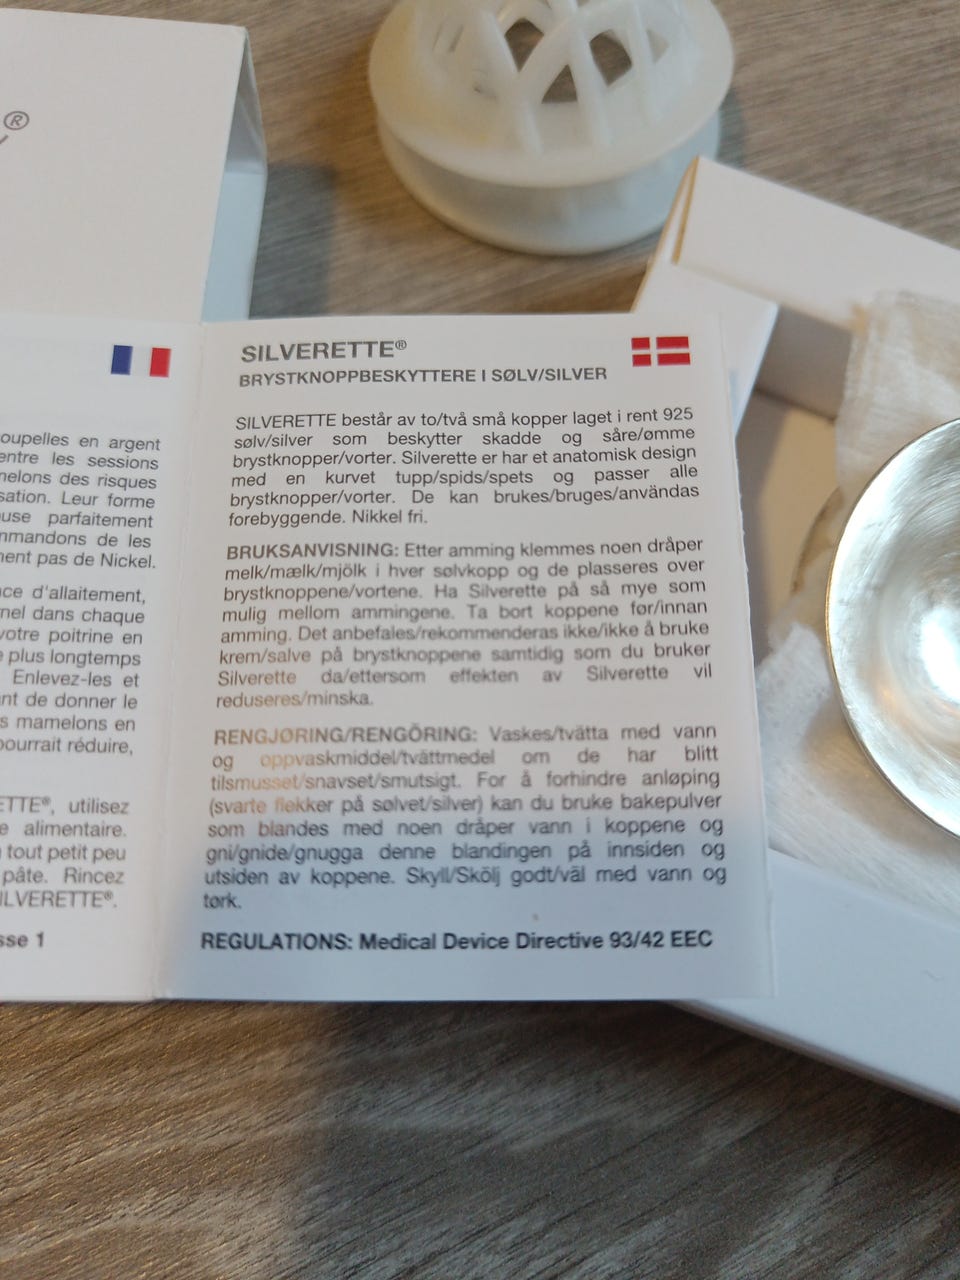 ®
oupelles en argent
entre les sessions
nelons des risques
sation. Leur forme
use parfaitement
mmandons de les
ment pas de Nickel.
ce d'allaitement,
nel dans chaque
votre poitrine en
e plus longtemps
Enlevez-les et
nt de donner le
s mamelons en
pourrait réduire,
ETTE®, utilisez
e alimentaire.
tout petit peu
pâte. Rincez
ILVERETTE®.
sse 1
SILVERETTE®
BRYSTKNOPPBESKYTTERE I SØLV/SILVER
SILVERETTE består av to/två små kopper laget i rent 925
sølv/silver som beskytter skadde og såre/ømme
brystknopper/vorter. Silverette er har et anatomisk design
med en kurvet tupp/spids/spets og passer alle
brystknopper/vorter. De kan brukes/bruges/användas
forebyggende. Nikkel fri.
BRUKSANVISNING: Etter amming klemmes noen dråper
melk/mælk/mjölk i hver sølvkopp og de plasseres over
brystknoppene/vortene. Ha Silverette på så mye som
mulig mellom ammingene. Ta bort koppene før/innan
amming. Det anbefales/rekommenderas ikke/ikke å bruke
krem/salve på brystknoppene samtidig som du bruker
Silverette da/ettersom effekten av Silverette vil
reduseres/minska.
RENGJØRING/RENGÖRING: Vaskes/tvätta med vann
og oppvaskmiddel/tvättmedel om de har blitt
tilsmusset/snavset/smutsigt. For å forhindre anløping
(svarte flekker på sølvet/silver) kan du bruke bakepulver
som blandes med noen dråper vann i koppene og
gni/gnide/gnugga denne blandingen på innsiden og
utsiden av koppene. Skyll/Skölj godt/väl med vann og
tørk.
REGULATIONS: Medical Device Directive 93/42 EEC